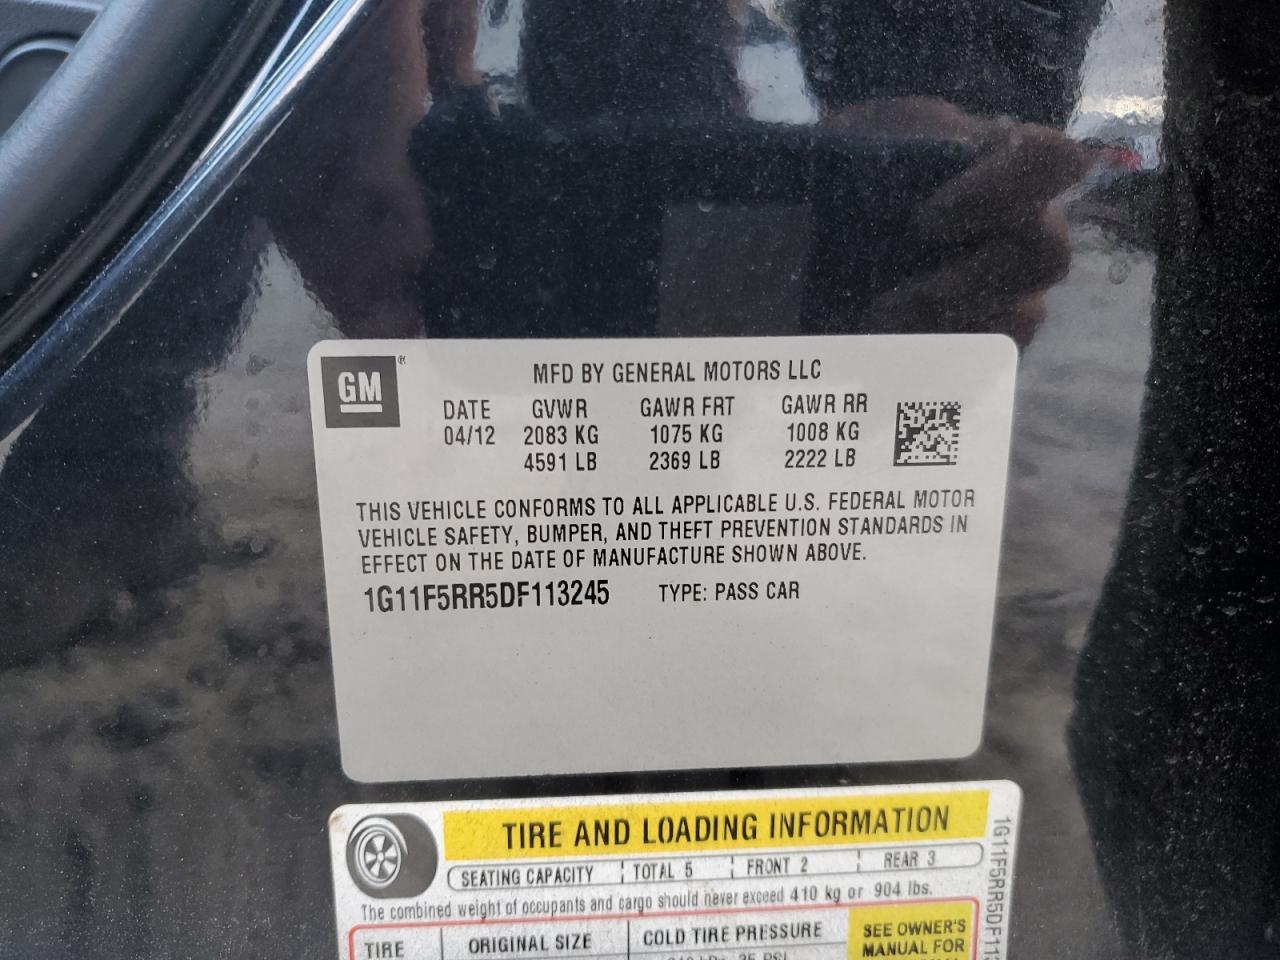 GM ®
MFD BY GENERAL MOTORS LLC
DATE GVWR GAWR FRT GAWR RR
04/12 2083 KG 1075 KG 1008 KG
4591 LB 2369 LB 2222 LB
THIS VEHICLE CONFORMS TO ALL APPLICABLE U.S. FEDERAL MOTOR
VEHICLE SAFETY, BUMPER, AND THEFT PREVENTION STANDARDS IN
EFFECT ON THE DATE OF MANUFACTURE SHOWN ABOVE.
1G11F5RR5DF113245 TYPE: PASS CAR
TIRE AND LOADING INFORMATION
SEATING CAPACITY TOTAL 5 FRONT 2 REAR 3
The combined weight of occupants and cargo should never exceed 410 kg or 904 lbs.
TIRE ORIGINAL SIZE COLD TIRE PRESSURE SEE OWNER'S
MANUAL FOR
35 PSI
1G11F5RR5DF113